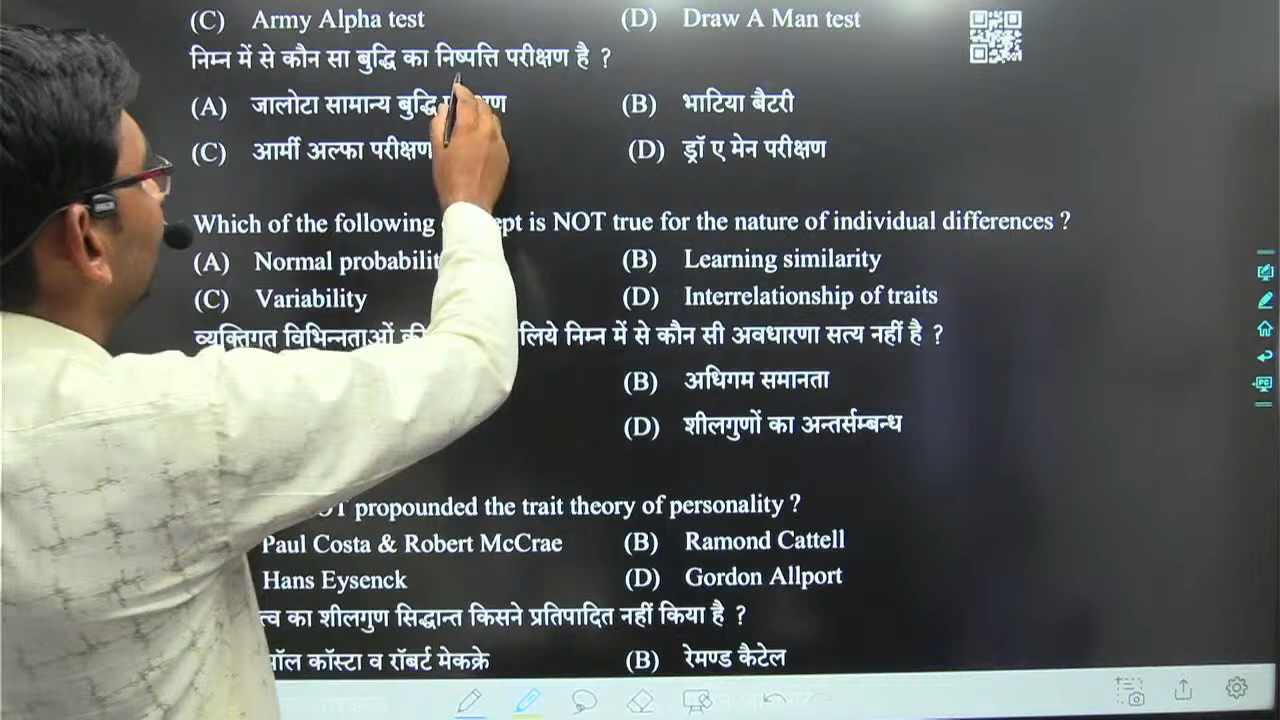 (C) Army Alpha test (D) Draw A Man test
निम्न में से कौन सा बुद्धि का निष्पत्ति परीक्षण है ?
(A) जालोटा सामान्य बुद्धि (B) भाटिया बैटरी
(C) आर्मी अल्फा परीक्षण (D) ड्रॉ ए मेन परीक्षण
Which of the following is NOT true for the nature of individual differences ?
(A) Normal (B) Learning similarity
(C) Variability (D) Interrelationship of traits
व्यक्तिगत विभिन्नताओं की लिये निम्न में से कौन सी अवधारणा सत्य नहीं है ?
(B) अधिगम समानता
(D) शीलगुणों का अन्तर्सम्बन्ध
propounded the trait theory of personality ?
Paul Costa & Robert McCrae (B) Ramond Cattell
Hans Eysenck (D) Gordon Allport
का शीलगुण सिद्धान्त किसने प्रतिपादित नहीं किया है ?
कॉस्टा व रॉबर्ट मेकक्रे (B) रेमण्ड कैटेल